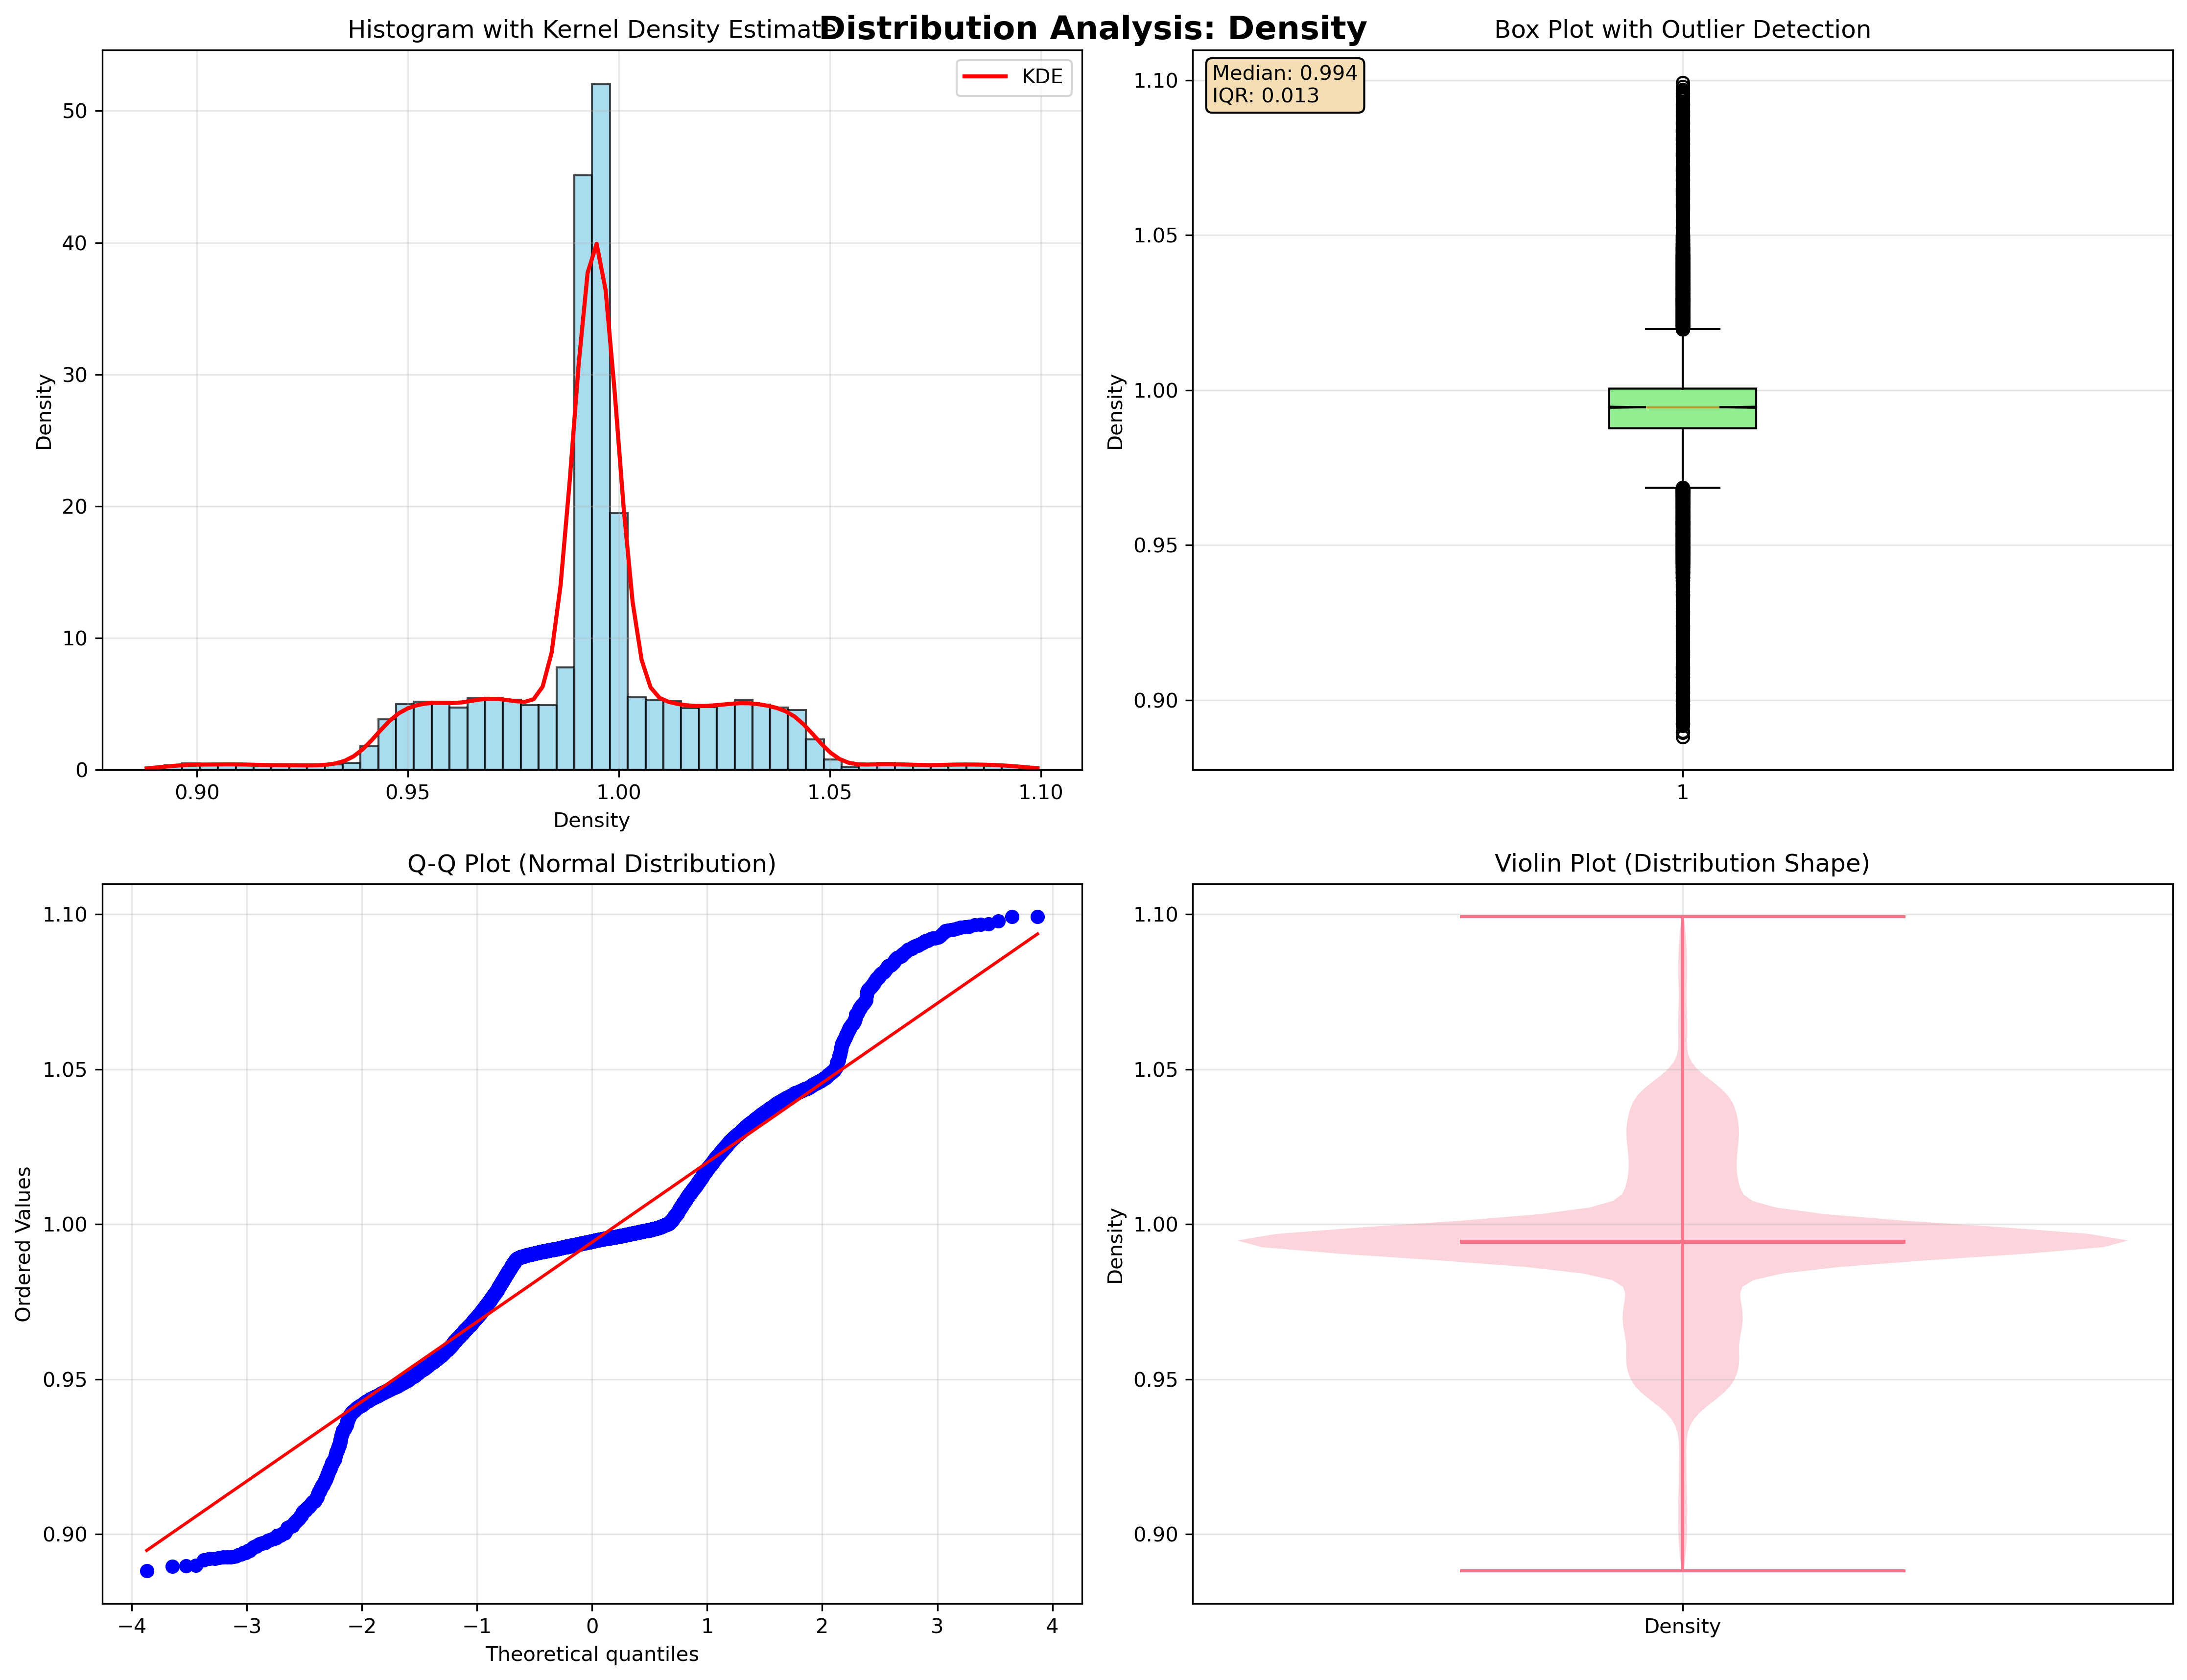 Distribution Analysis: Density
Histogram with Kernel Density Estimate
KDE
Density
50
40
30
20
10
0
0.90 0.95 1.00 1.05 1.10
Density
Box Plot with Outlier Detection
Median: 0.994
IQR: 0.013
Density
1.10
1.05
1.00
0.95
0.90
1
Q-Q Plot (Normal Distribution)
Ordered Values
1.10
1.05
1.00
0.95
0.90
−4 −3 −2 −1 0 1 2 3 4
Theoretical quantiles
Violin Plot (Distribution Shape)
Density
1.10
1.05
1.00
0.95
0.90
Density